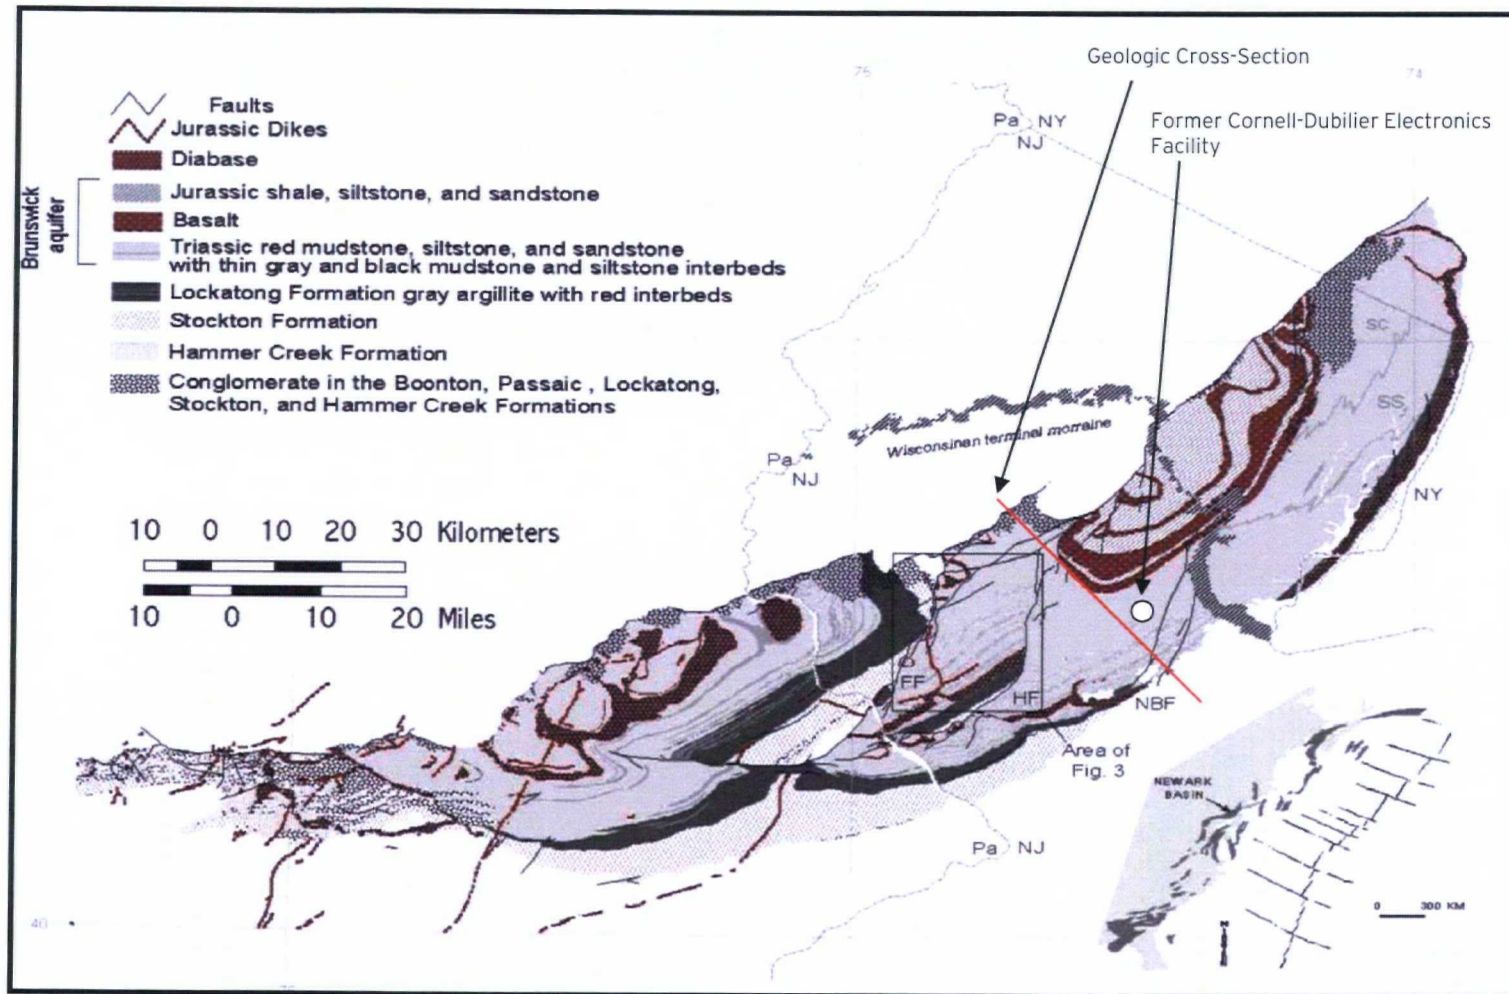 Geologic Cross-Section
75
74
Former Cornell-Dubilier Electronics
Facility
Pa NY
NJ
Faults
Jurassic Dikes
Diabase
Jurassic shale, siltstone, and sandstone
Basalt
Triassic red mudstone, siltstone, and sandstone
with thin gray and black mudstone and siltstone interbeds
Brunswick
aquifer
Lockatong Formation gray argillite with red interbeds
Stockton Formation
Hammer Creek Formation
Conglomerate in the Boonton, Passaic , Lockatong,
Stockton, and Hammer Creek Formations
SC
SS
Wisconsinan terminal morraine
Pa
NJ
NY
10 0 10 20 30 Kilometers
10 0 10 20 Miles
FF
HF
NBF
Area of
Fig. 3
NEWARK
BASIN
Pa NJ
0 300 KM
N
40